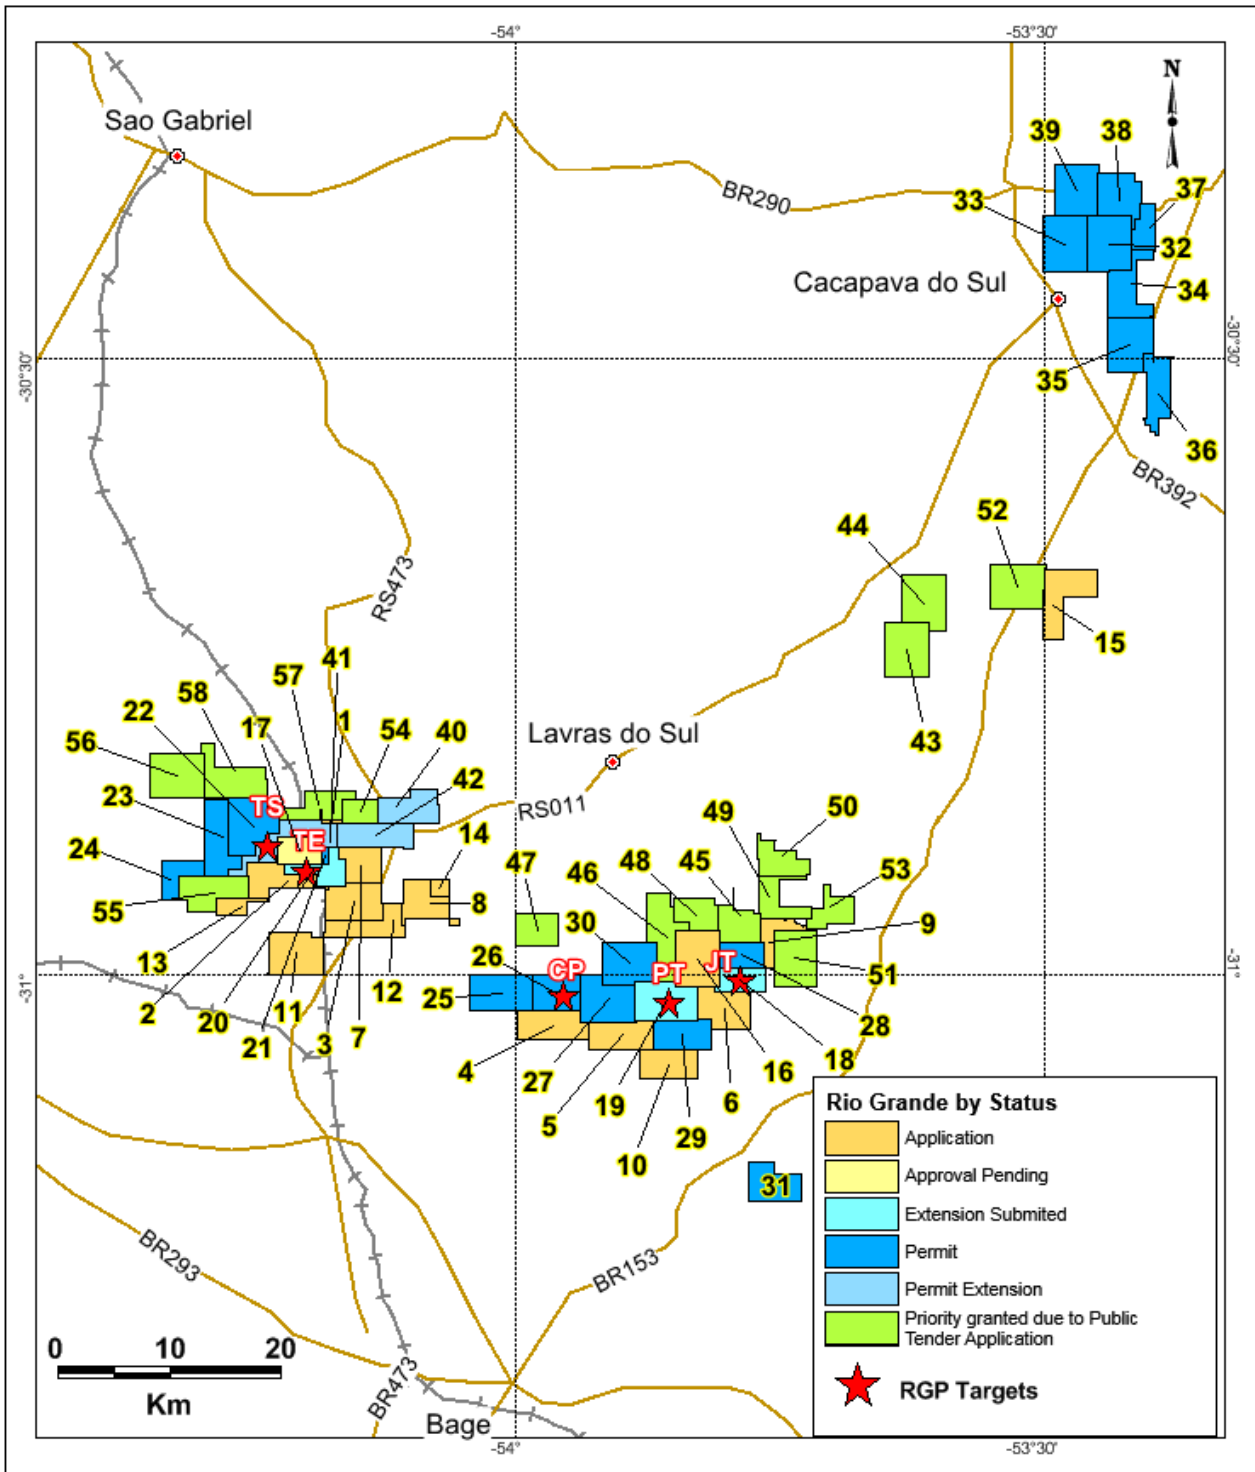 -54°
-53°30'
N
Sao Gabriel
39
38
37
BR290
33
32
Cacapava do Sul
34
-30°30'
-30°30'
35
36
BR392
52
44
RS473
15
41
57
58
1
22
54
40
43
17
56
Lavras do Sul
42
23
TS
RS011
50
TE
49
14
24
47
48
45
46
53
55
8
30
9
13
26
CP
PT
JT
51
-31°
-31°
2
20
11
12
25
28
21
3
7
4
18
27
16
19
6
5
29
10
31
Rio Grande by Status
Application
Approval Pending
Extension Submited
Permit
Permit Extension
Priority granted due to Public
Tender Application
RGP Targets
BR293
BR153
0
10
20
Km
BR473
Bage
-54°
-53°30'